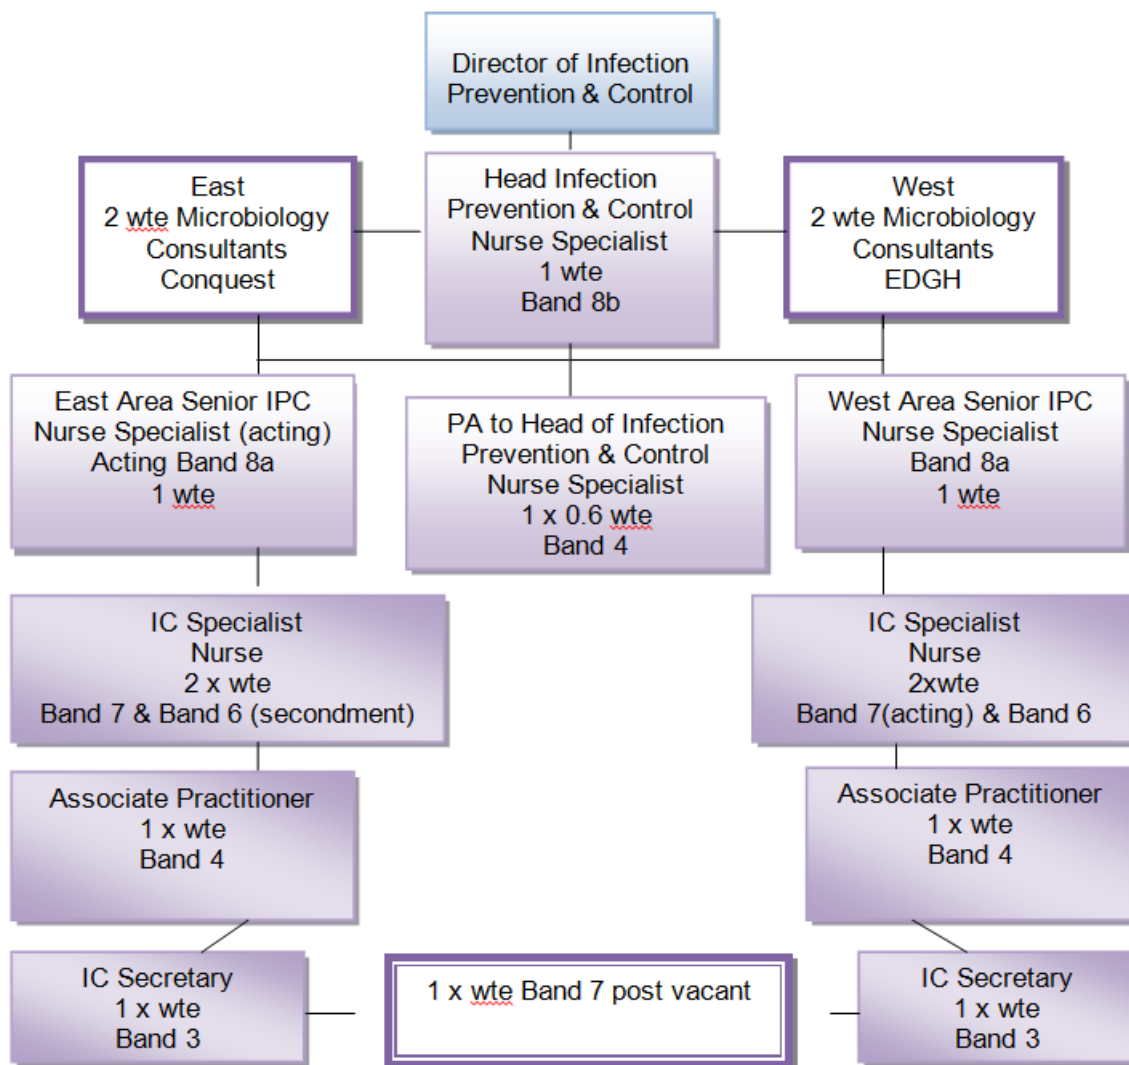 Director of Infection
Prevention & Control
East
2 wte Microbiology
Consultants
Conquest
Head Infection
Prevention & Control
Nurse Specialist
1 wte
Band 8b
West
2 wte Microbiology
Consultants
EDGH
East Area Senior IPC
Nurse Specialist (acting)
Acting Band 8a
1 wte
PA to Head of Infection
Prevention & Control
Nurse Specialist
1 x 0.6 wte
Band 4
West Area Senior IPC
Nurse Specialist
Band 8a
1 wte
IC Specialist
Nurse
2 x wte
Band 7 & Band 6 (secondment)
IC Specialist
Nurse
2xwte
Band 7(acting) & Band 6
Associate Practitioner
1 x wte
Band 4
Associate Practitioner
1 x wte
Band 4
IC Secretary
1 x wte
Band 3
1 x wte Band 7 post vacant
IC Secretary
1 x wte
Band 3